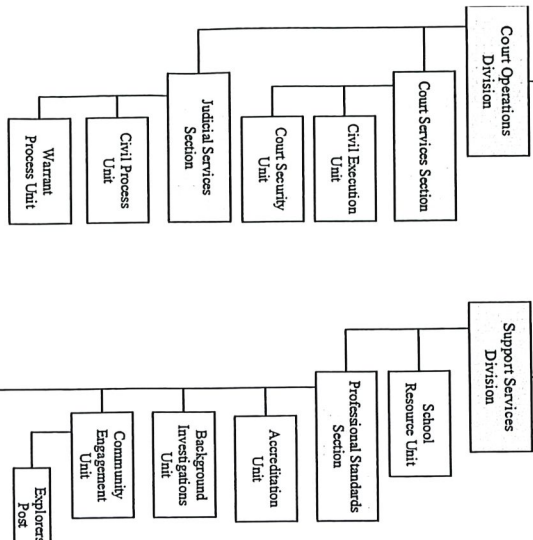 Court Operations
Division
Court Services Section
Civil Execution
Unit
Court Security
Unit
Judicial Services
Section
Civil Process
Unit
Warrant
Process Unit
Support Services
Division
School
Resource Unit
Professional Standards
Section
Accreditation
Unit
Background
Investigations
Unit
Community
Engagement
Unit
Explorers
Post